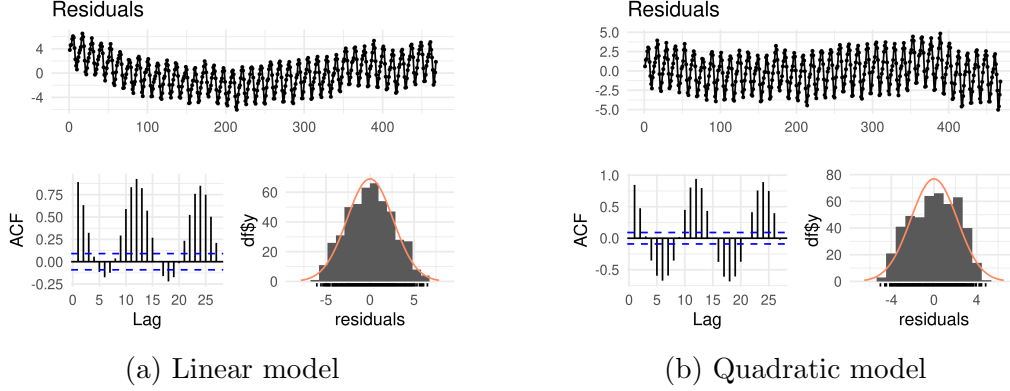 Residuals
4
0
-4
0 100 200 300 400
0.75
0.50
0.25
0.00
-0.25
ACF
0 5 10 15 20 25
Lag
60
40
20
0
df$y
-5 0 5
residuals
(a) Linear model
Residuals
5.0
2.5
0.0
-2.5
-5.0
0 100 200 300 400
1.0
0.5
0.0
-0.5
ACF
0 5 10 15 20 25
Lag
80
60
40
20
0
df$y
-4 0 4
residuals
(b) Quadratic model